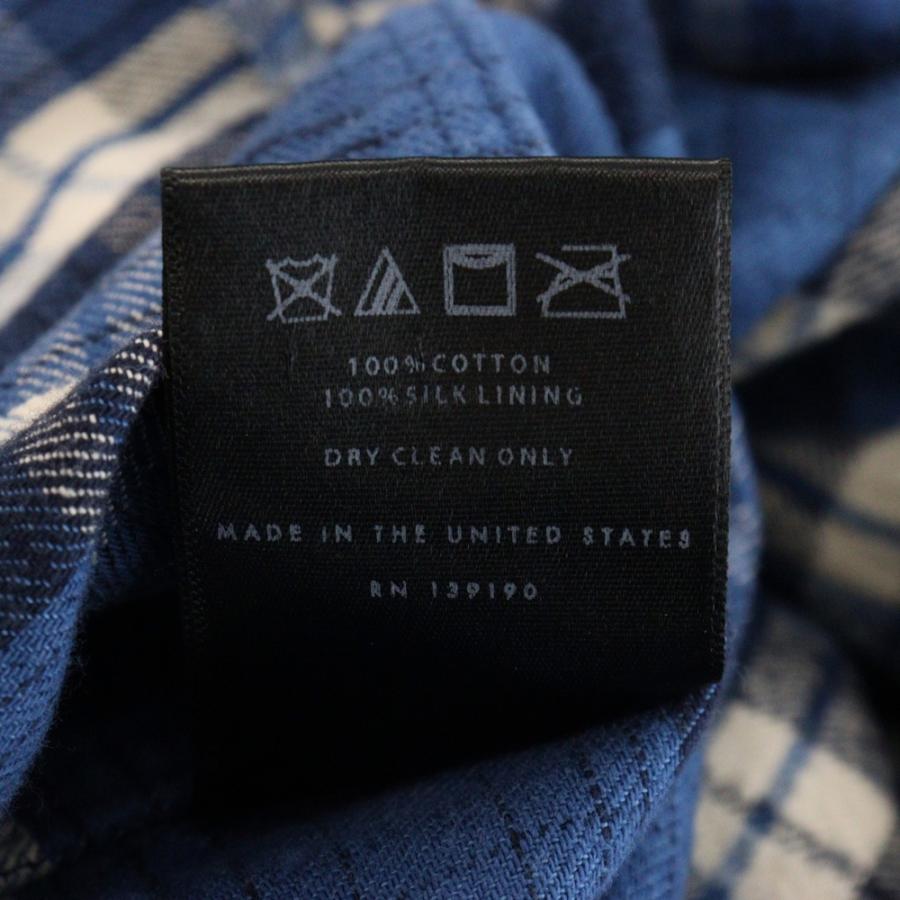 100% COTTON
100% SILK LINING
DRY CLEAN ONLY
MADE IN THE UNITED STATES
RN 139190